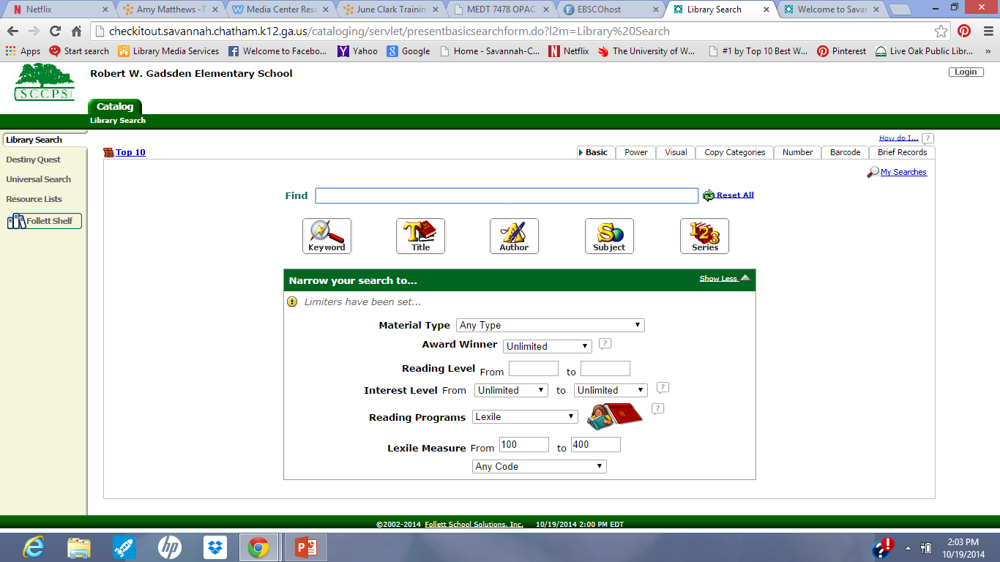 Netflix
Amy Matthews -T
Media Center Reso
June Clark Trainin
MEDT 7478 OPAC
EBSCOhost
Library Search
Welcome to Savan
checkitout.savannah.chatham.k12.ga.us/cataloging/servlet/presentbasicsearchform.do?l2m=Library%20Search
Apps Start search Library Media Services Welcome to Facebo... Yahoo Google Home - Savannah-C... Netflix The University of W... #1 by Top 10 Best W... Pinterest Live Oak Public Libr... »
SCCPS
Robert W. Gadsden Elementary School
Login
Catalog
Library Search
Library Search
Destiny Quest
Universal Search
Resource Lists
Follett Shelf
How do I... ?
Top 10
Basic Power Visual Copy Categories Number Barcode Brief Records
My Searches
Find Reset All
Keyword Title Author Subject Series
Narrow your search to... Show Less
Limiters have been set...
Material Type Any Type
Award Winner Unlimited ?
Reading Level From to
Interest Level From Unlimited to Unlimited ?
Reading Programs Lexile ?
Lexile Measure From 100 to 400
Any Code
©2002-2014 Follett School Solutions, Inc. 10/19/2014 2:00 PM EDT
2:03 PM
10/19/2014